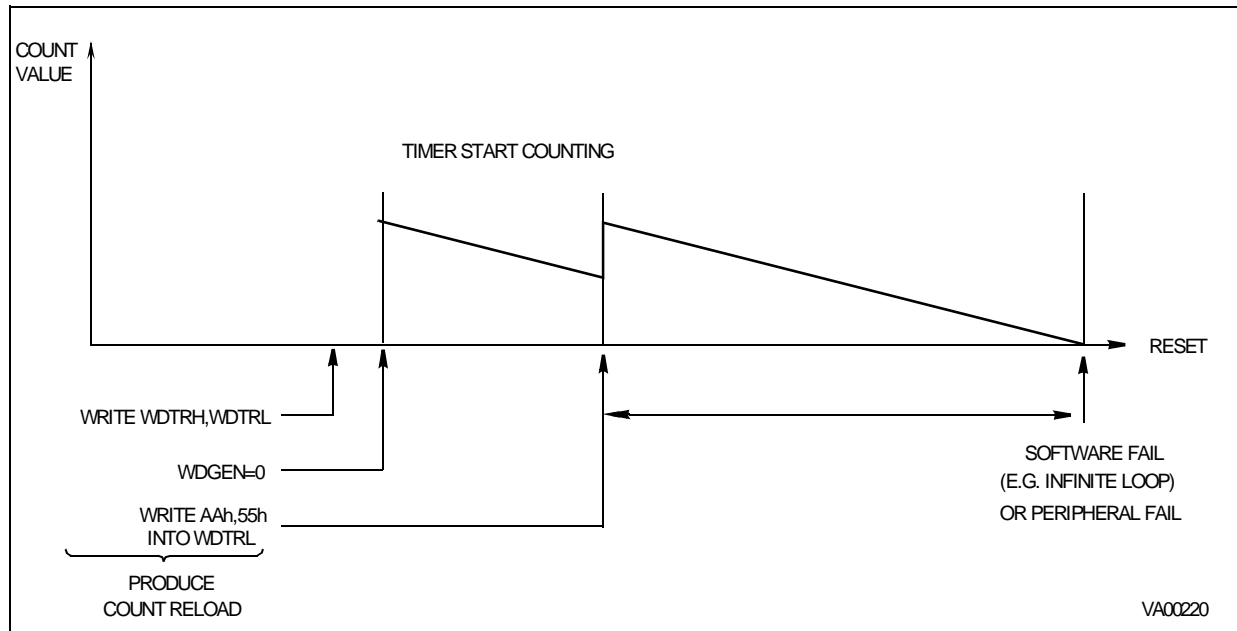 COUNT
VALUE
TIMER START COUNTING
RESET
WRITE WDTRH,WDTRL
WDGEN=0
WRITE AAh,55h
INTO WDTRL
PRODUCE
COUNT RELOAD
SOFTWARE FAIL
(E.G. INFINITE LOOP)
OR PERIPHERAL FAIL
VA00220